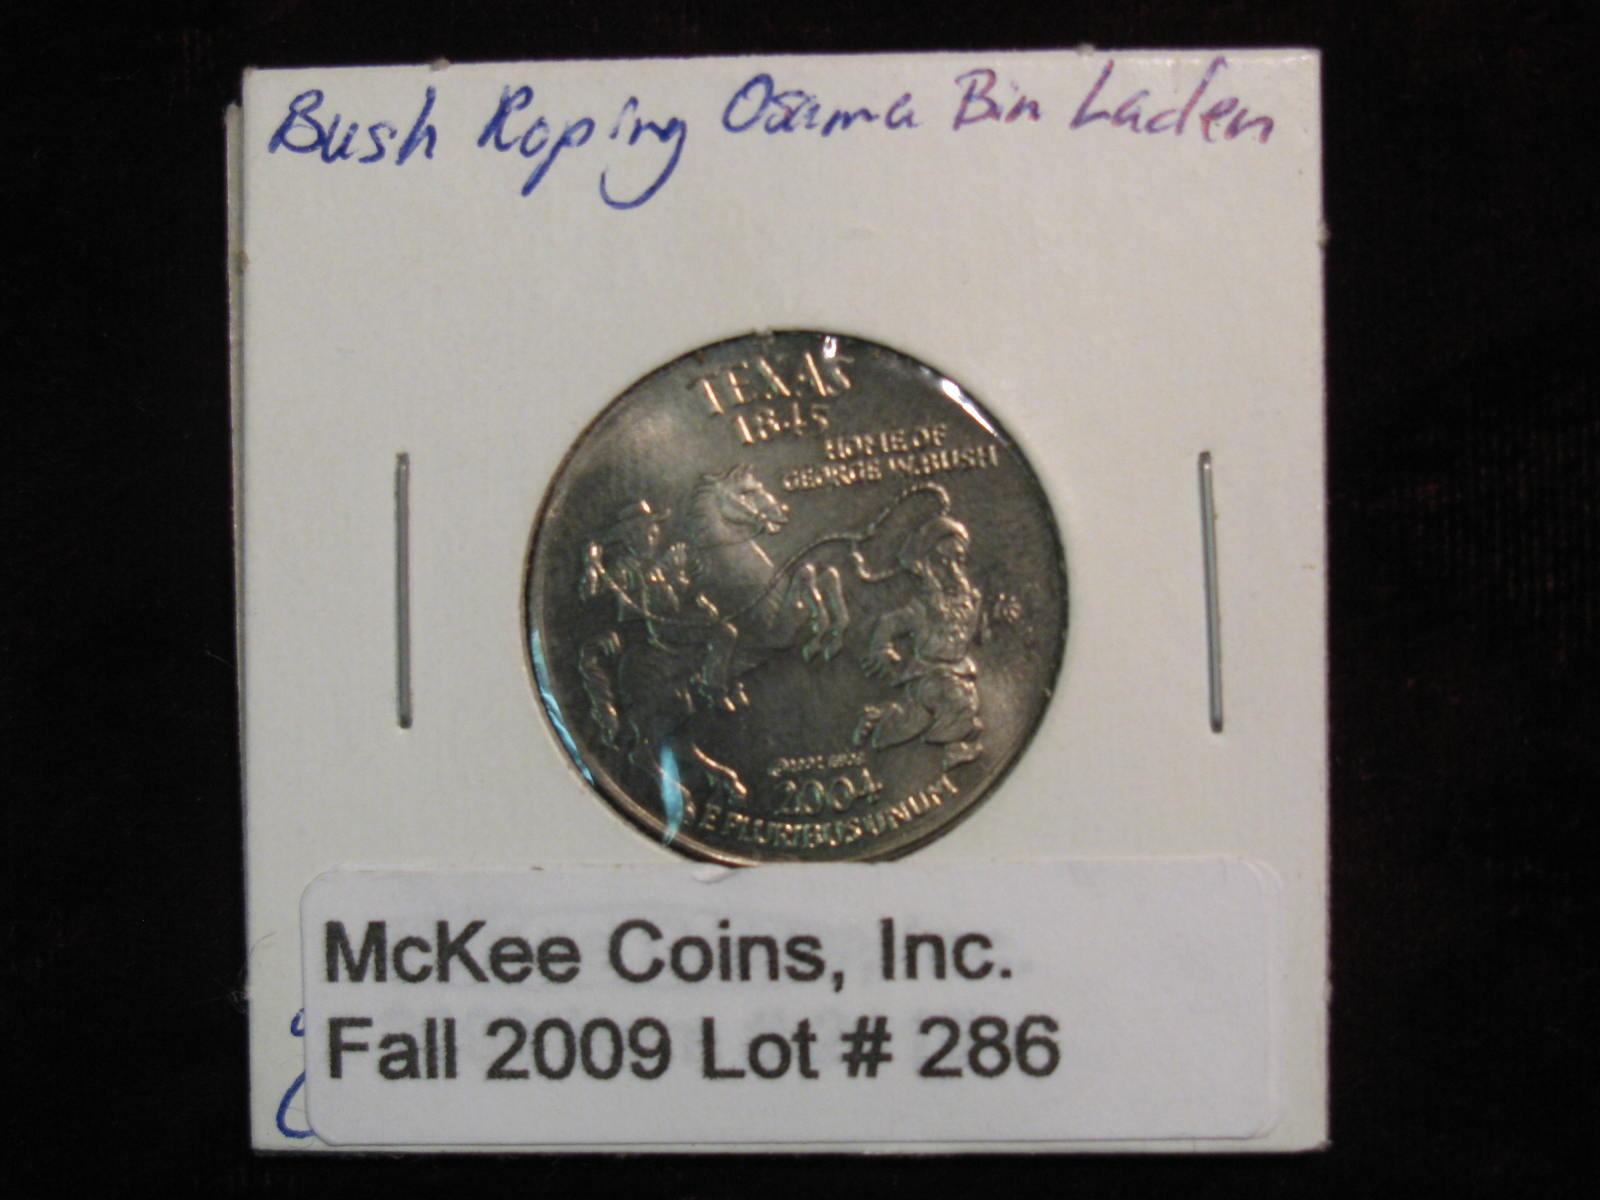 Bush Roping Osama Bin Laden
TEXAS
1845
HOME OF
GEORGE W. BUSH
2004
E PLURIBUS UNUM
McKee Coins, Inc.
Fall 2009 Lot # 286